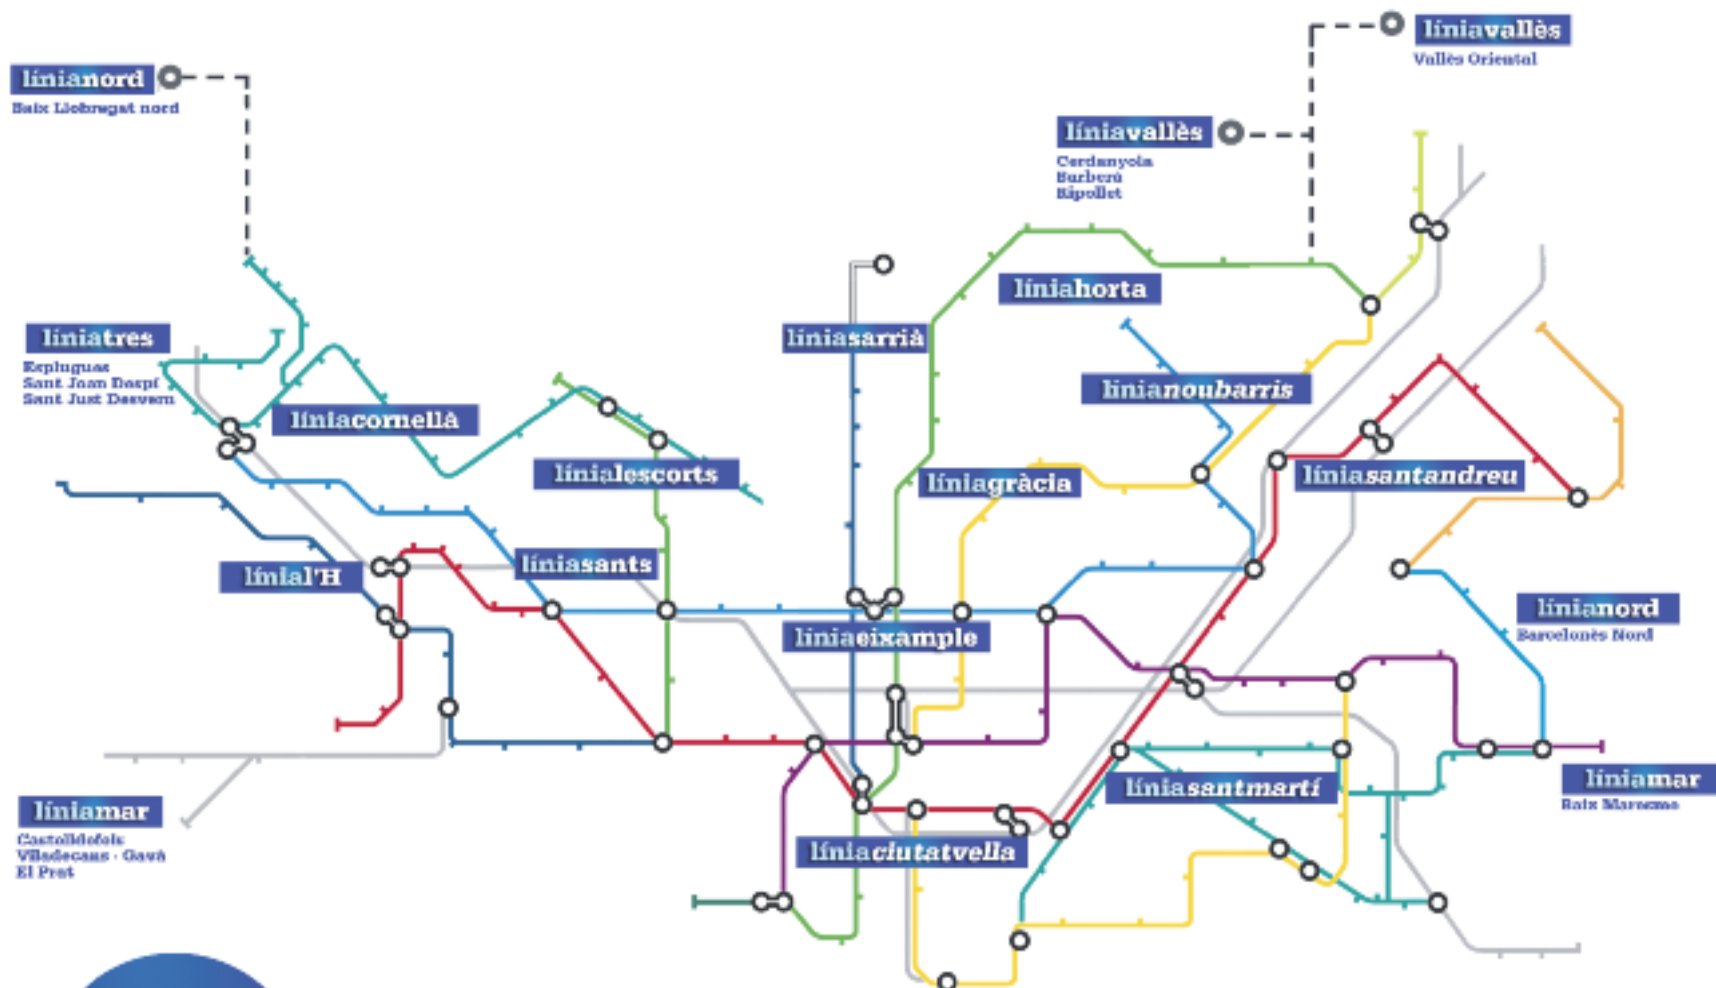 línianord
Baix Llobregat nord
líniavallès
Vallès Oriental
líniavallès
Cerdanyola
Barberà
Ripollet
líniahorta
líniatres
Esplugues
Sant Joan Despí
Sant Just Desvern
líniasarrià
línianoubarris
líniacornellà
línialescorts
líniagràcia
líniasantandreu
línial'H
líniasants
línianord
Barcelonès Nord
líniaeixample
líniamar
Castelldefels
Viladecans - Gavà
El Prat
líniasantmartí
líniamar
Baix Maresme
líniaciutatvella